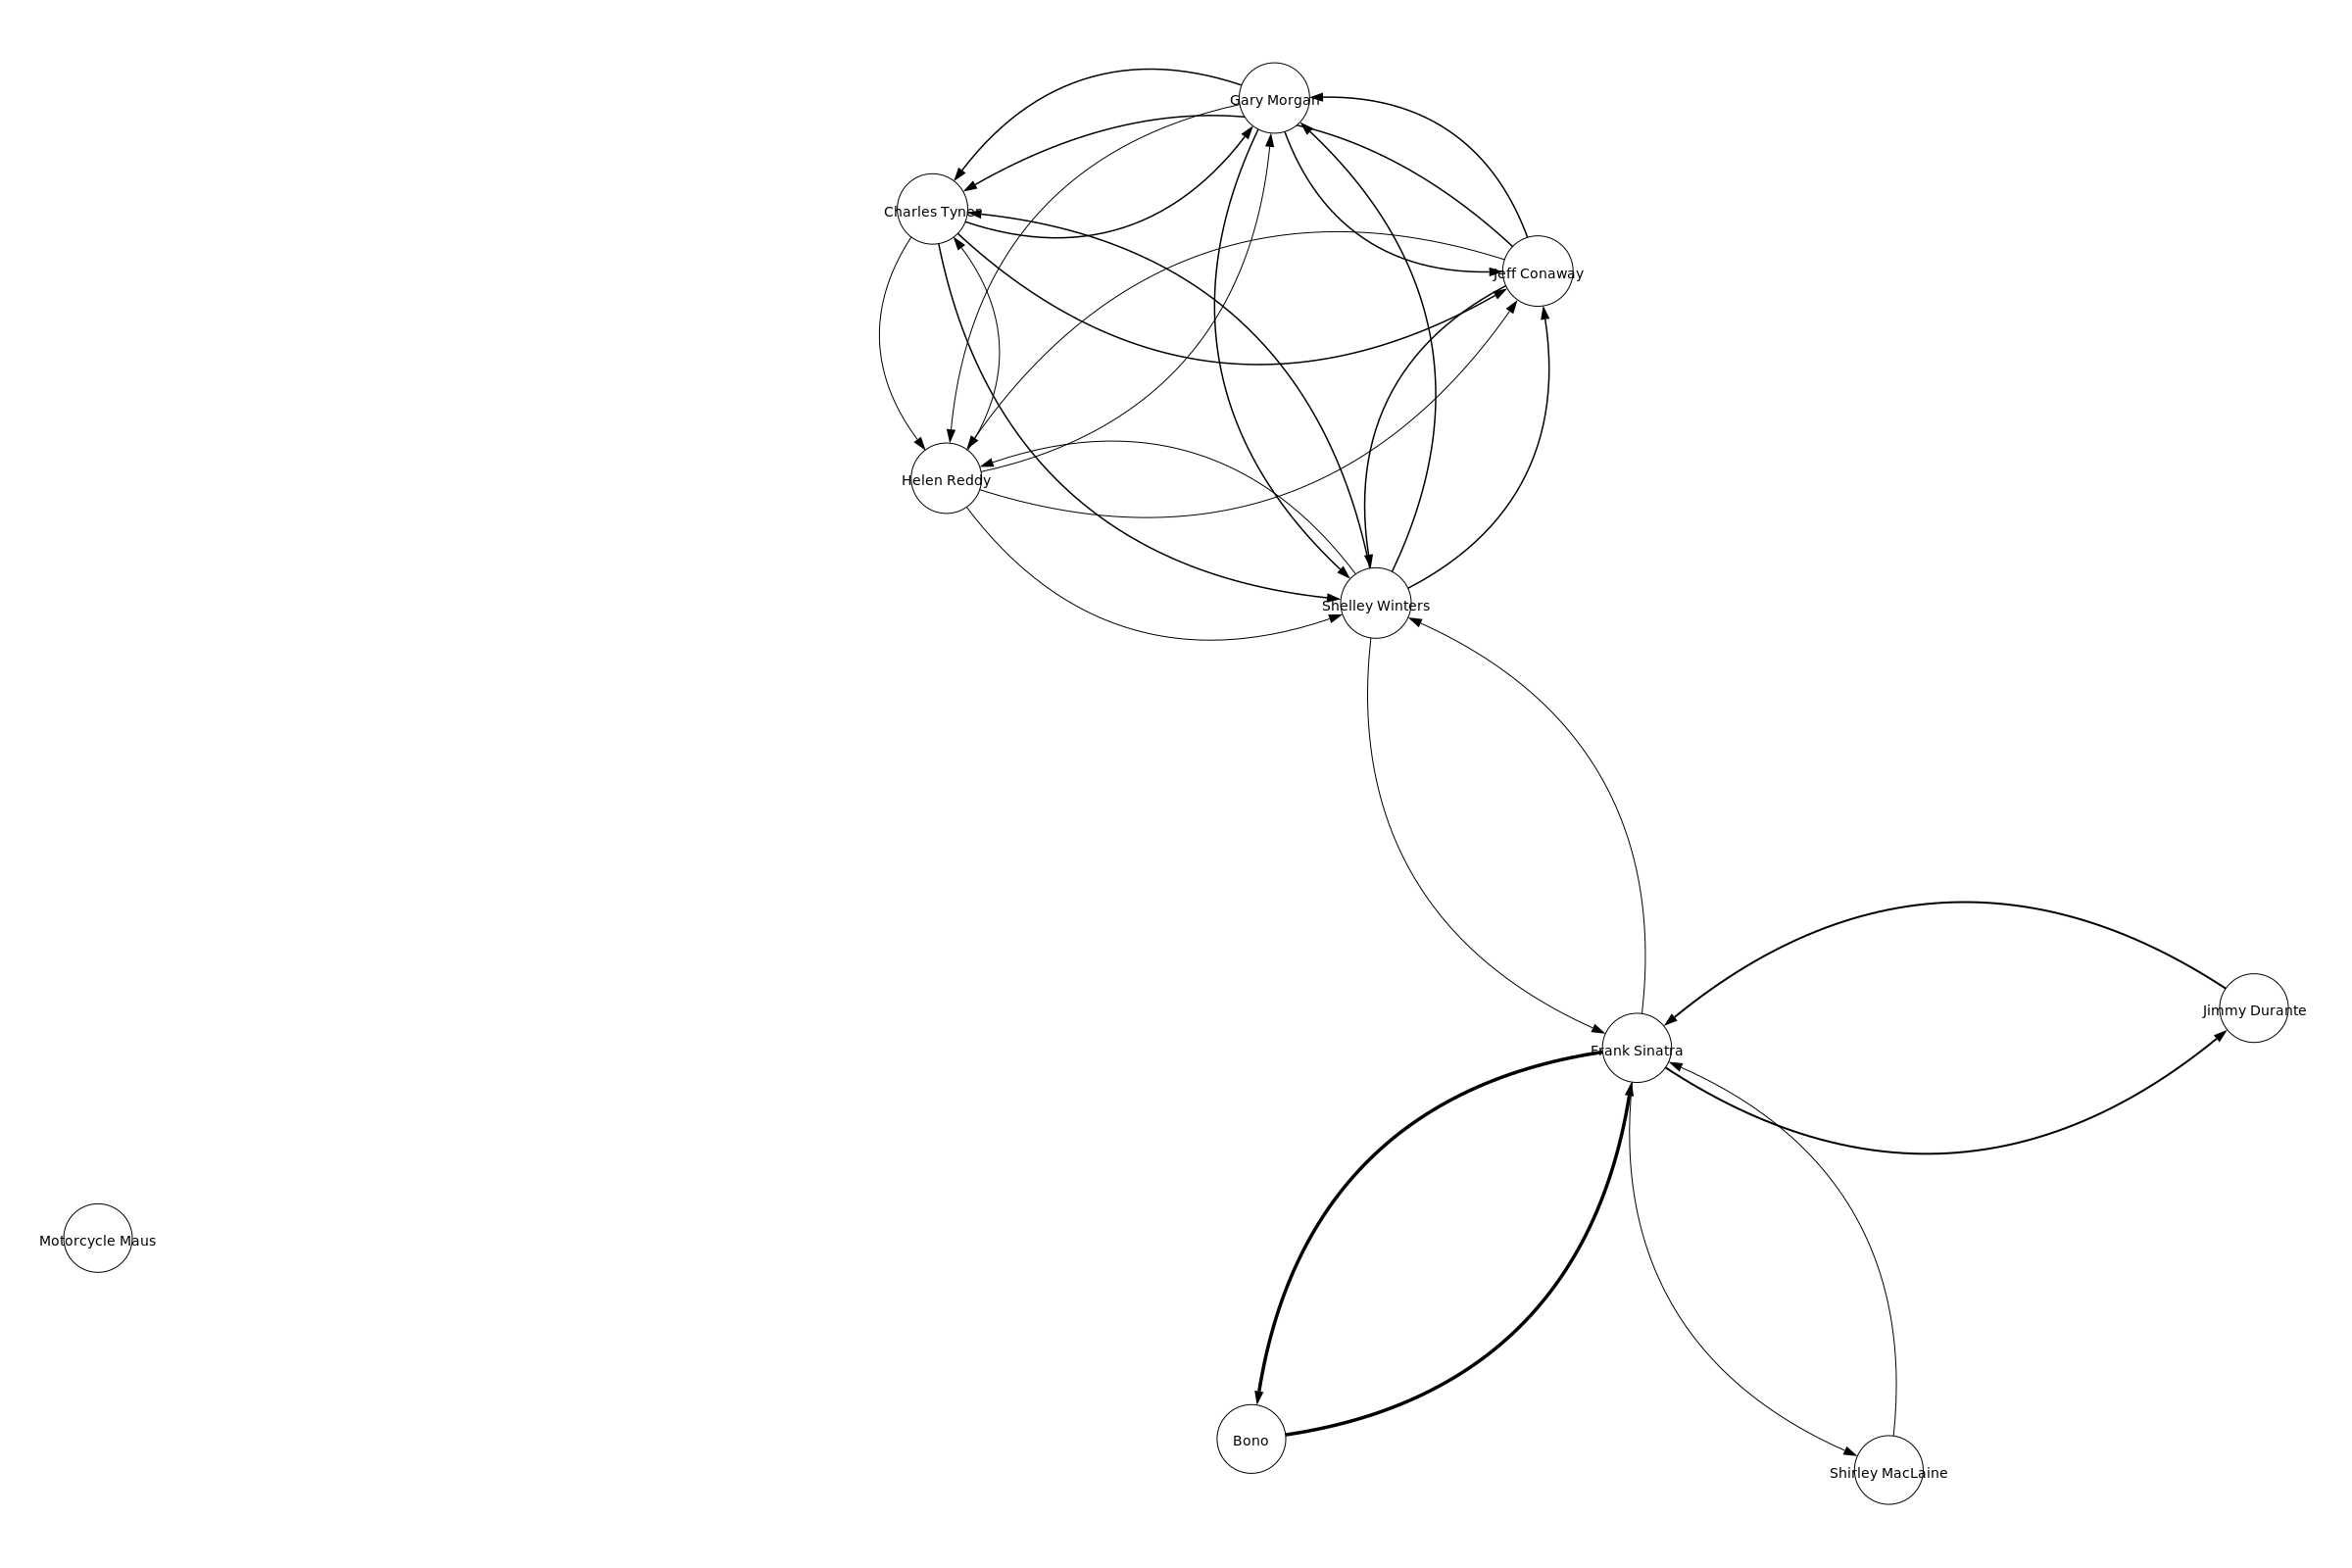 Gary Morgan
Charles Tyner
Jeff Conaway
Helen Reddy
Shelley Winters
Jimmy Durante
Frank Sinatra
Motorcycle Maus
Bono
Shirley MacLaine